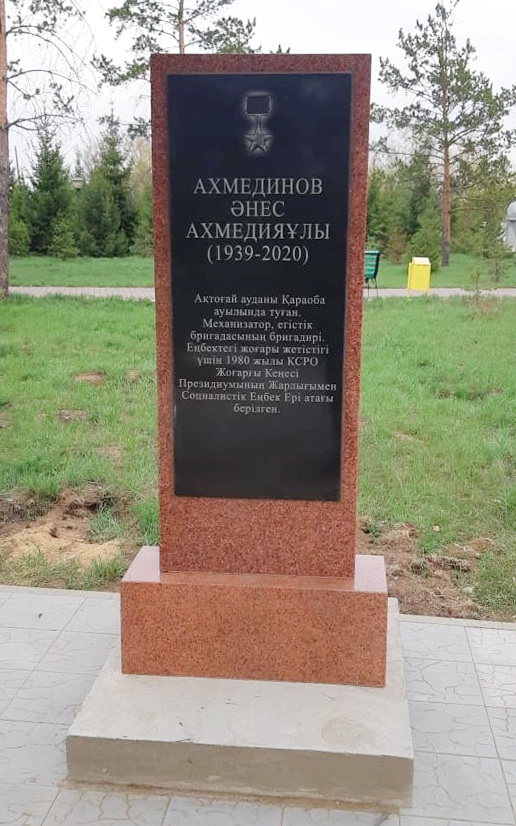 АХМЕДИНОВ
ӘНЕС
АХМЕДИЯҰЛЫ
(1939-2020)
Ақтоғай ауданы Қараоба
ауылында туған.
Механизатор, егістік
бригадасының бригадирі.
Еңбектегі жоғары жетістігі
үшін 1980 жылы КСРО
Жоғарғы Кеңесі
Президиумының Жарлығымен
Социалистік Еңбек Ері атағы
берілген.